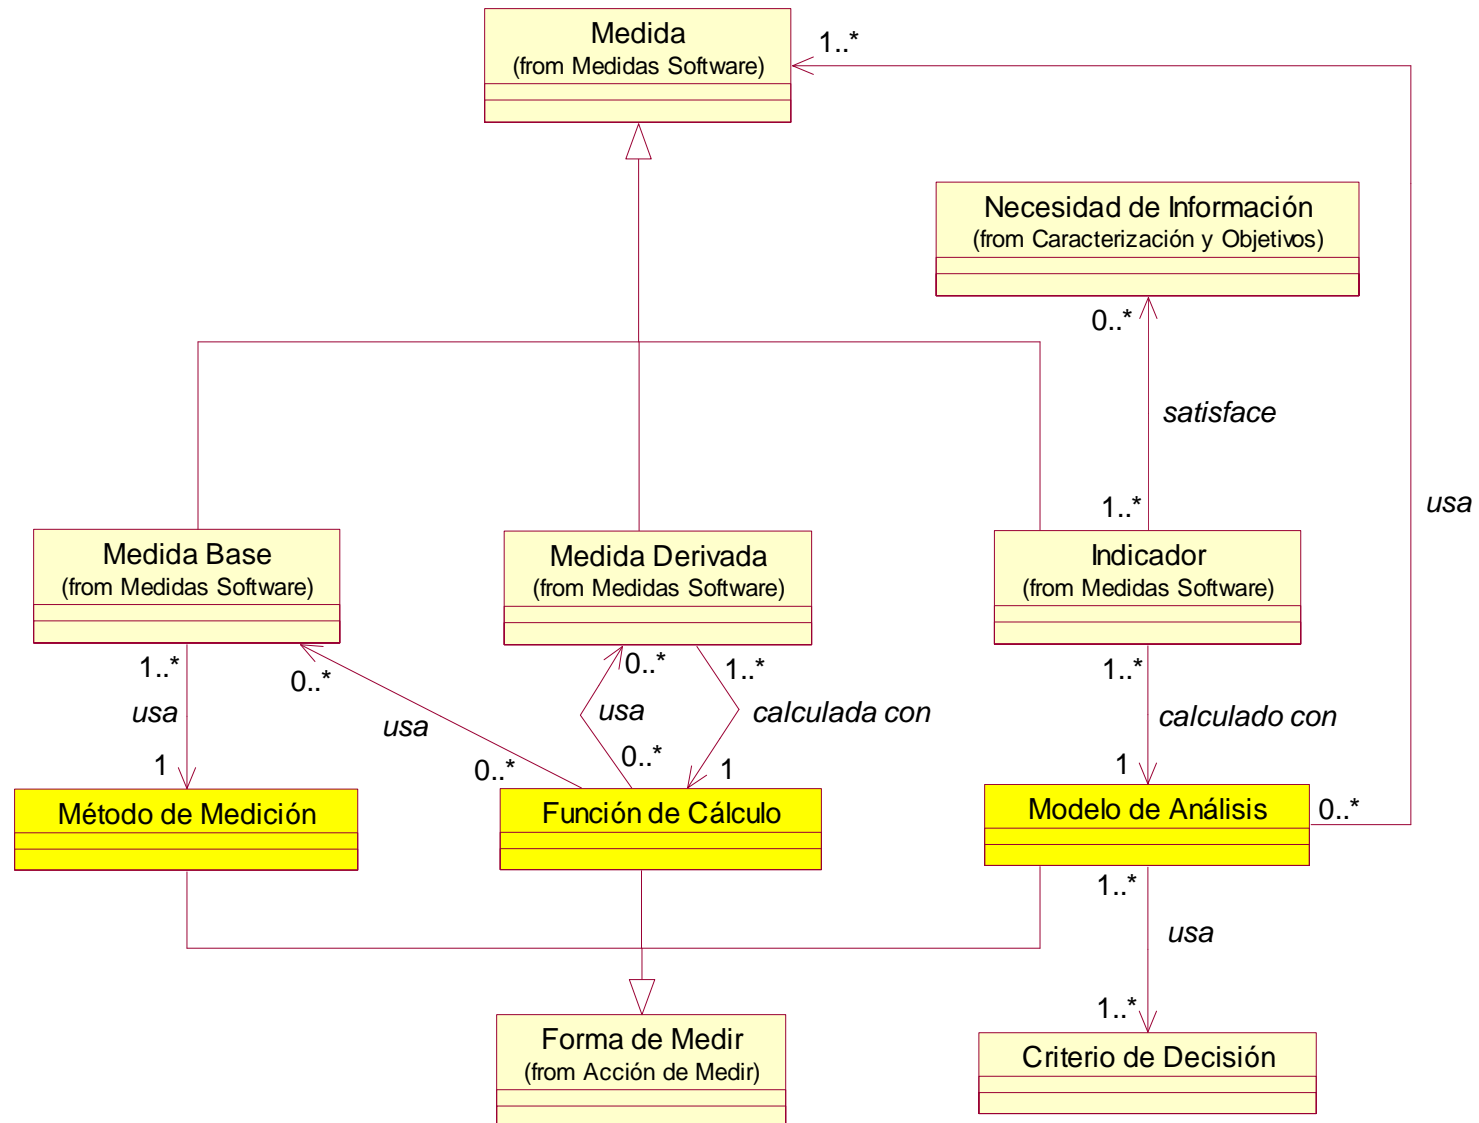 Medida
(from Medidas Software)
1..*
Necesidad de Información
(from Caracterización y Objetivos)
0..*
satisface
usa
1..*
Medida Base
(from Medidas Software)
Medida Derivada
(from Medidas Software)
Indicador
(from Medidas Software)
1..*
0..*
0..*
1..*
1..*
usa
usa
usa
calculada con
calculado con
1
0..*
0..*
1
1
Método de Medición
Función de Cálculo
Modelo de Análisis
0..*
1..*
usa
1..*
Forma de Medir
(from Acción de Medir)
Criterio de Decisión